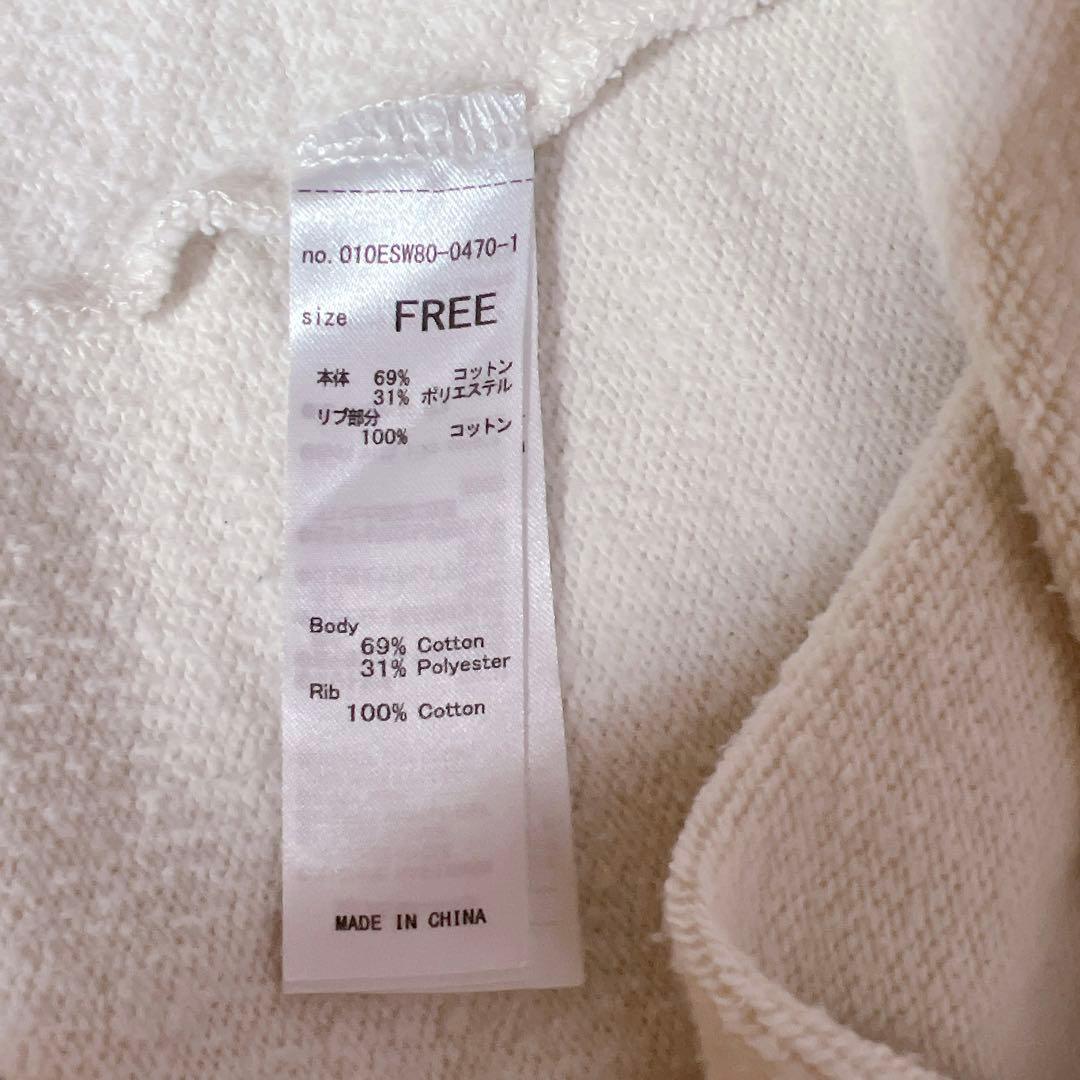 no. 010ESW80-0470-1
size FREE
本体 69% コットン
31% ポリエステル
リブ部分
100% コットン
Body
69% Cotton
31% Polyester
Rib
100% Cotton
MADE IN CHINA